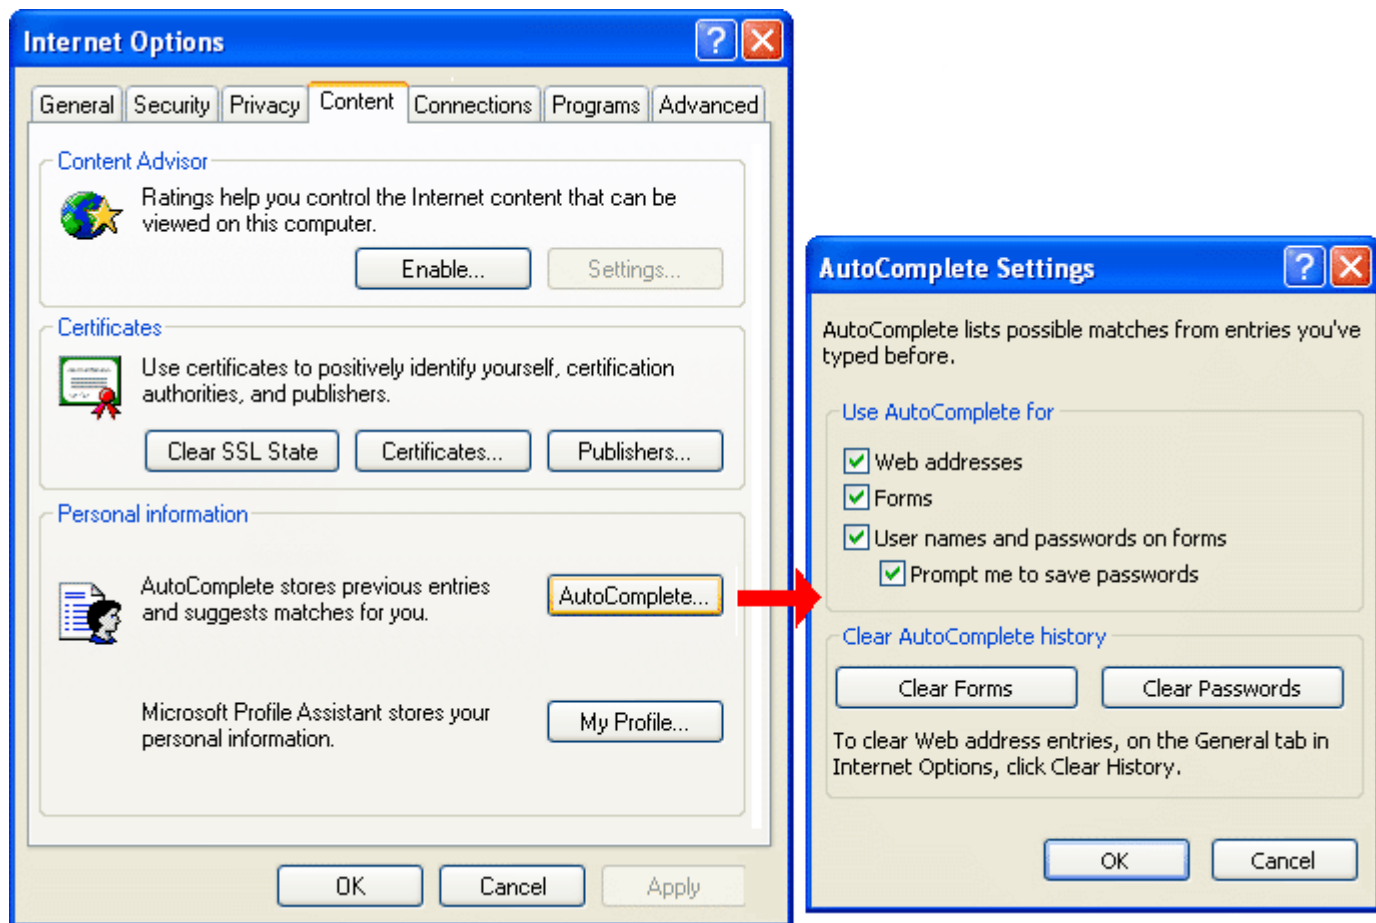 Internet Options
General Security Privacy Content Connections Programs Advanced
Content Advisor
Ratings help you control the Internet content that can be
viewed on this computer.
Enable... Settings...
Certificates
Use certificates to positively identify yourself, certification
authorities, and publishers.
Clear SSL State Certificates... Publishers...
Personal information
AutoComplete stores previous entries
and suggests matches for you.
AutoComplete...
Microsoft Profile Assistant stores your
personal information.
My Profile...
OK Cancel Apply
AutoComplete Settings
AutoComplete lists possible matches from entries you've
typed before.
Use AutoComplete for
Web addresses
Forms
User names and passwords on forms
Prompt me to save passwords
Clear AutoComplete history
Clear Forms Clear Passwords
To clear Web address entries, on the General tab in
Internet Options, click Clear History.
OK Cancel